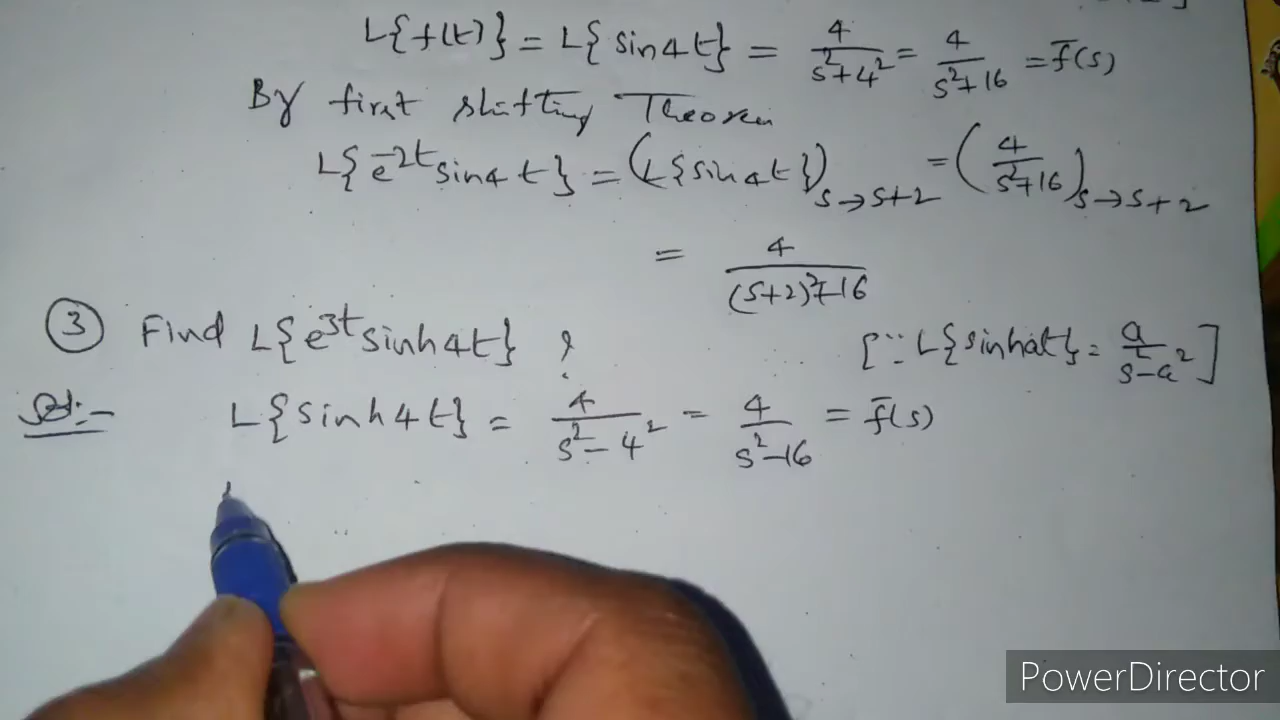 L{f(t)} = L{sin4t} = 4/(s²+4²) = 4/(s²+16) = f̄(s)
By first shifting Theorem
L{e^{-2t} sin4t} = (L{sin4t})_{s→s+2} = (4/(s²+16))_{s→s+2}
= 4/((s+2)²+16)
③ Find L{e^{3t} sinh4t} ?
[∵ L{sinhat} = a/(s²-a²)]
Sol:-
L{sinh4t} = 4/(s²-4²) = 4/(s²-16) = f̄(s)
PowerDirector